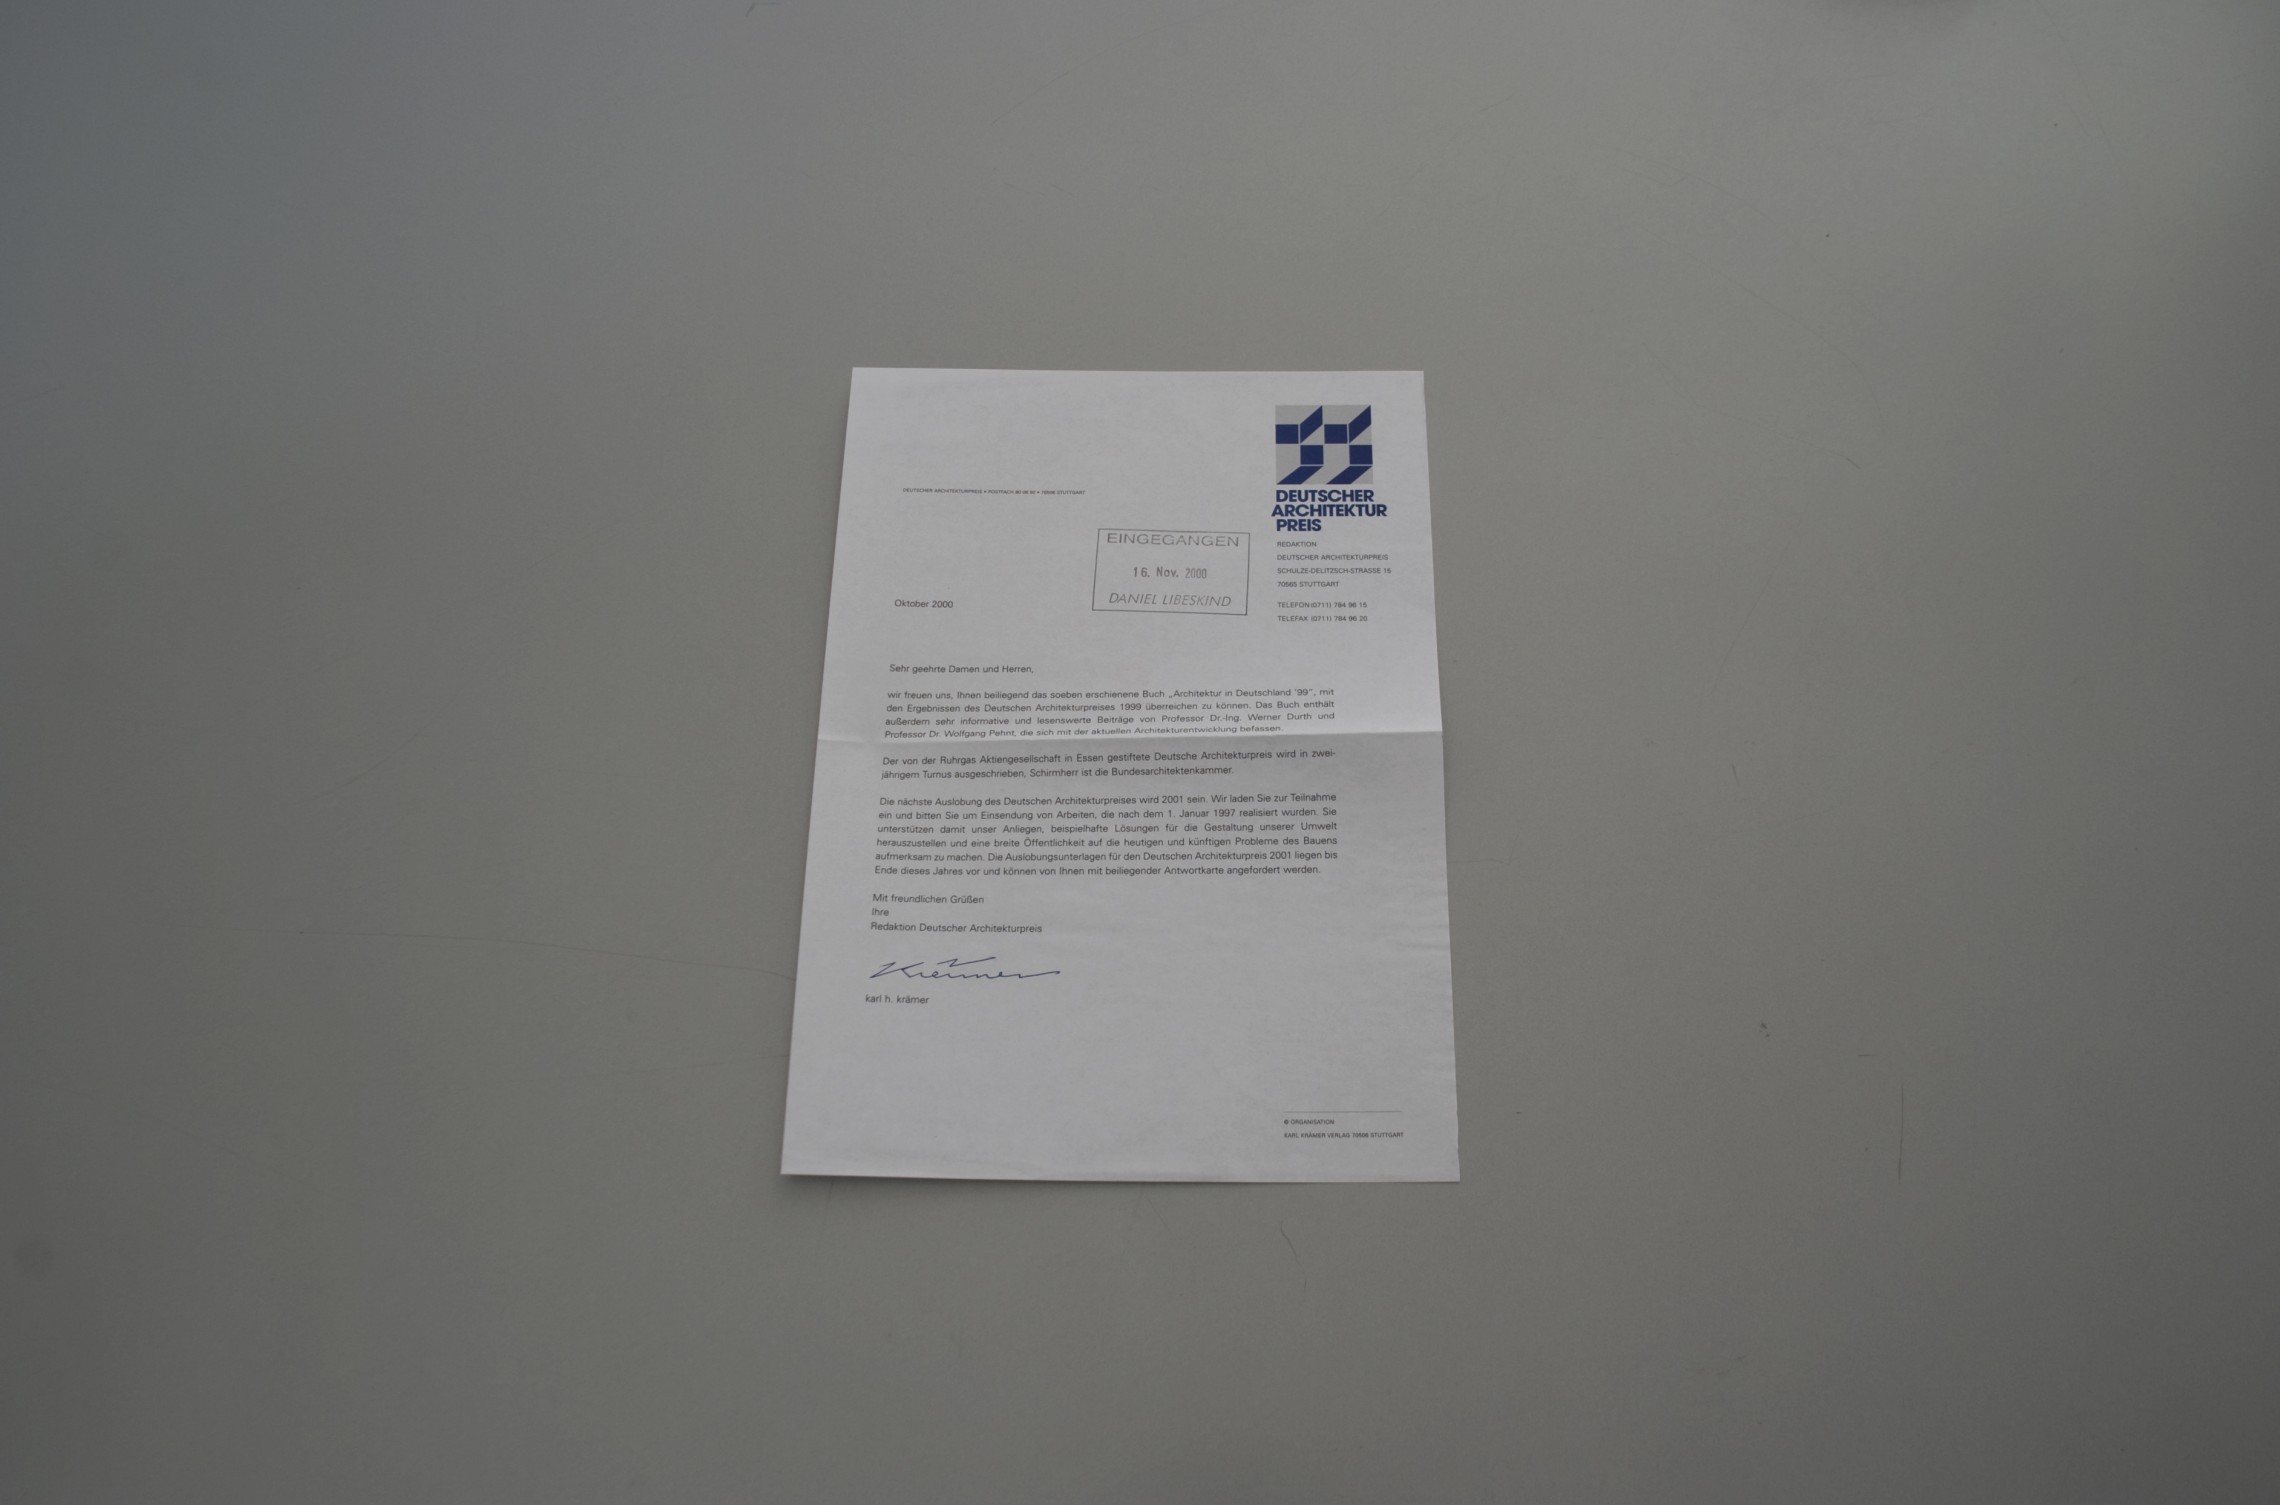 DEUTSCHER
ARCHITEKTUR
PREIS
DEUTSCHER ARCHITEKTURPREIS • POSTFACH • STUTTGART
REDAKTION
DEUTSCHER ARCHITEKTURPREIS
SCHULZE-DELITZSCH-STRASSE 15
70565 STUTTGART
TELEFON (0711) 784 96 15
TELEFAX (0711) 784 96 20
EINGEGANGEN
16. Nov. 2000
DANIEL LIBESKIND
Oktober 2000
Sehr geehrte Damen und Herren,
wir freuen uns, Ihnen beiliegend das soeben erschienene Buch „Architektur in Deutschland '99", mit
den Ergebnissen des Deutschen Architekturpreises 1999 überreichen zu können. Das Buch enthält
außerdem sehr informative und lesenswerte Beiträge von Professor Dr.-Ing. Werner Durth und
Professor Dr. Wolfgang Pehnt, die sich mit der aktuellen Architekturentwicklung befassen.
Der von der Ruhrgas Aktiengesellschaft in Essen gestiftete Deutsche Architekturpreis wird in zwei-
jährigem Turnus ausgeschrieben, Schirmherr ist die Bundesarchitektenkammer.
Die nächste Auslobung des Deutschen Architekturpreises wird 2001 sein. Wir laden Sie zur Teilnahme
ein und bitten Sie um Einsendung von Arbeiten, die nach dem 1. Januar 1997 realisiert wurden. Sie
unterstützen damit unser Anliegen, beispielhafte Lösungen für die Gestaltung unserer Umwelt
herauszustellen und eine breite Öffentlichkeit auf die heutigen und künftigen Probleme des Bauens
aufmerksam zu machen. Die Auslobungsunterlagen für den Deutschen Architekturpreis 2001 liegen bis
Ende dieses Jahres vor und können von Ihnen mit beiliegender Antwortkarte angefordert werden.
Mit freundlichen Grüßen
Ihre
Redaktion Deutscher Architekturpreis
Krämer
karl h. krämer
© ORGANISATION
KARL KRÄMER VERLAG 70506 STUTTGART